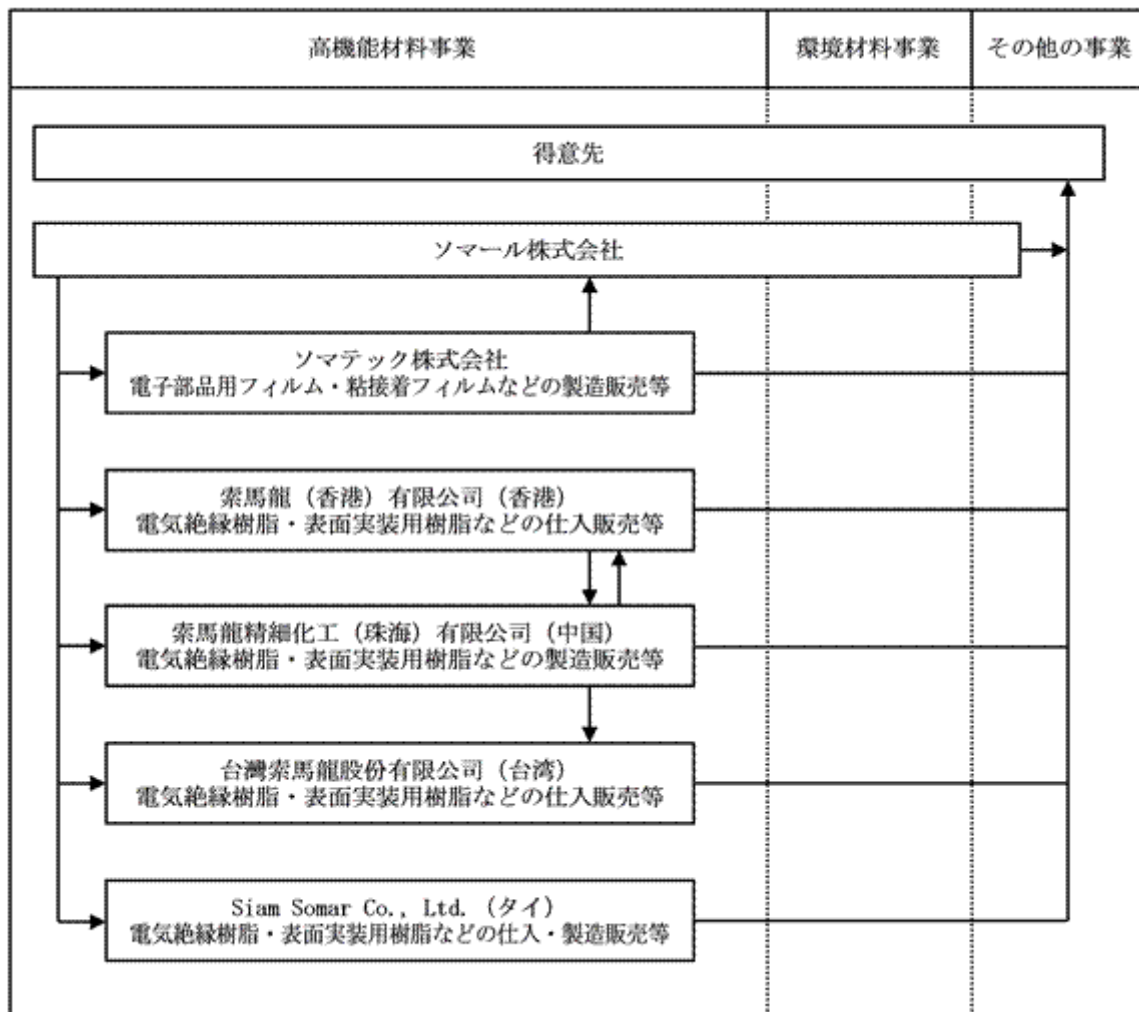 高機能材料事業
環境材料事業
その他の事業
得意先
ソマール株式会社
ソマテック株式会社
電子部品用フィルム・粘接着フィルムなどの製造販売等
索馬龍（香港）有限公司（香港）
電気絶縁樹脂・表面実装用樹脂などの仕入販売等
索馬龍精細化工（珠海）有限公司（中国）
電気絶縁樹脂・表面実装用樹脂などの製造販売等
台灣索馬龍股份有限公司（台湾）
電気絶縁樹脂・表面実装用樹脂などの仕入販売等
Siam Somar Co., Ltd.（タイ）
電気絶縁樹脂・表面実装用樹脂などの仕入・製造販売等